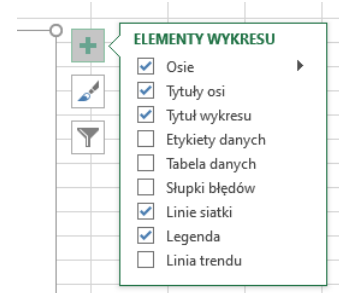 ELEMENTY WYKRESU
Osie
Tytuły osi
Tytuł wykresu
Etykiety danych
Tabela danych
Słupki błędów
Linie siatki
Legenda
Linia trendu